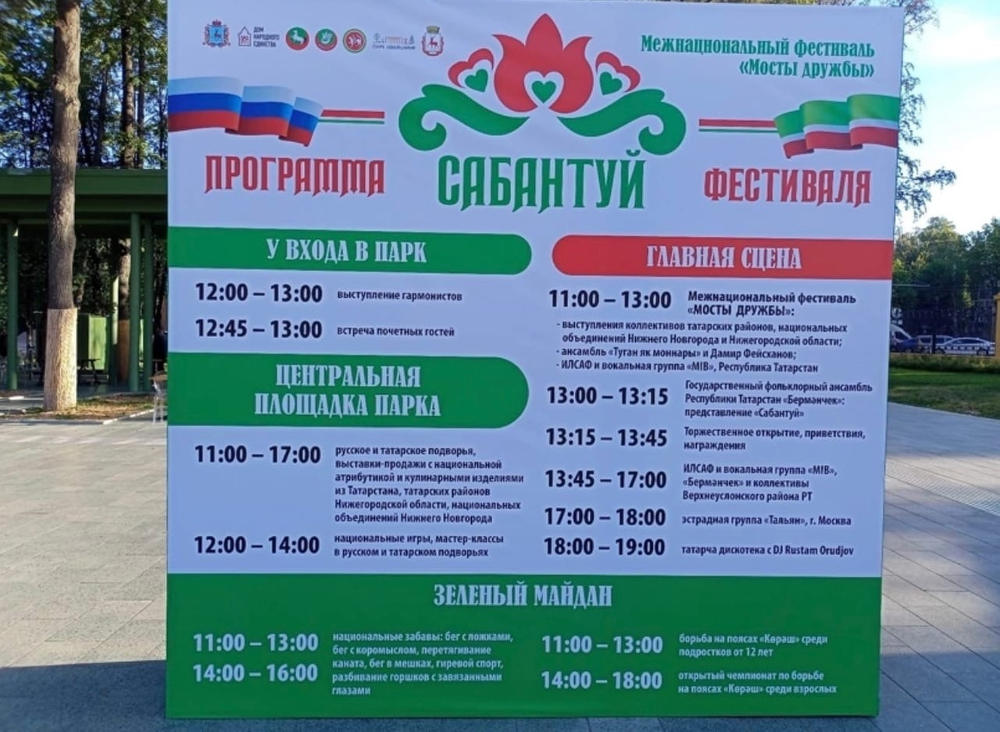 ДОМ
НАРОДНОГО
ЕДИНСТВА
ПАРК ШВЕЙЦАРИЯ
Межнациональный фестиваль
«Мосты дружбы»
ПРОГРАММА
САБАНТУЙ
ФЕСТИВАЛЯ
У ВХОДА В ПАРК
12:00 – 13:00 выступление гармонистов
12:45 – 13:00 встреча почетных гостей
ЦЕНТРАЛЬНАЯ
ПЛОЩАДКА ПАРКА
11:00 – 17:00 русское и татарское подворья,
выставки-продажи с национальной
атрибутикой и кулинарными изделиями
из Татарстана, татарских районов
Нижегородской области, национальных
объединений Нижнего Новгорода
12:00 – 14:00 национальные игры, мастер-классы
в русском и татарском подворьях
ГЛАВНАЯ СЦЕНА
11:00 – 13:00 Межнациональный фестиваль
«МОСТЫ ДРУЖБЫ»:
- выступления коллективов татарских районов, национальных
объединений Нижнего Новгорода и Нижегородской области;
- ансамбль «Туган як моннары» и Дамир Фейсханов;
- ИЛСАФ и вокальная группа «МІВ», Республика Татарстан
13:00 – 13:15 Государственный фольклорный ансамбль
Республики Татарстан «Бермәнчек»:
представление «Сабантуй»
13:15 – 13:45 Торжественное открытие, приветствия,
награждения
13:45 – 17:00 ИЛСАФ и вокальная группа «МІВ»,
«Бермәнчек» и коллективы
Верхнеуслонского района РТ
17:00 – 18:00 эстрадная группа «Тальян», г. Москва
18:00 – 19:00 татарча дискотека с DJ Rustam Orudjov
ЗЕЛЕНЫЙ МАЙДАН
11:00 – 13:00 национальные забавы: бег с ложками,
бег с коромыслом, перетягивание
14:00 – 16:00 каната, бег в мешках, гиревой спорт,
разбивание горшков с завязанными
глазами
11:00 – 13:00 борьба на поясах «Көрәш» среди
подростков от 12 лет
14:00 – 18:00 открытый чемпионат по борьбе
на поясах «Көрәш» среди взрослых